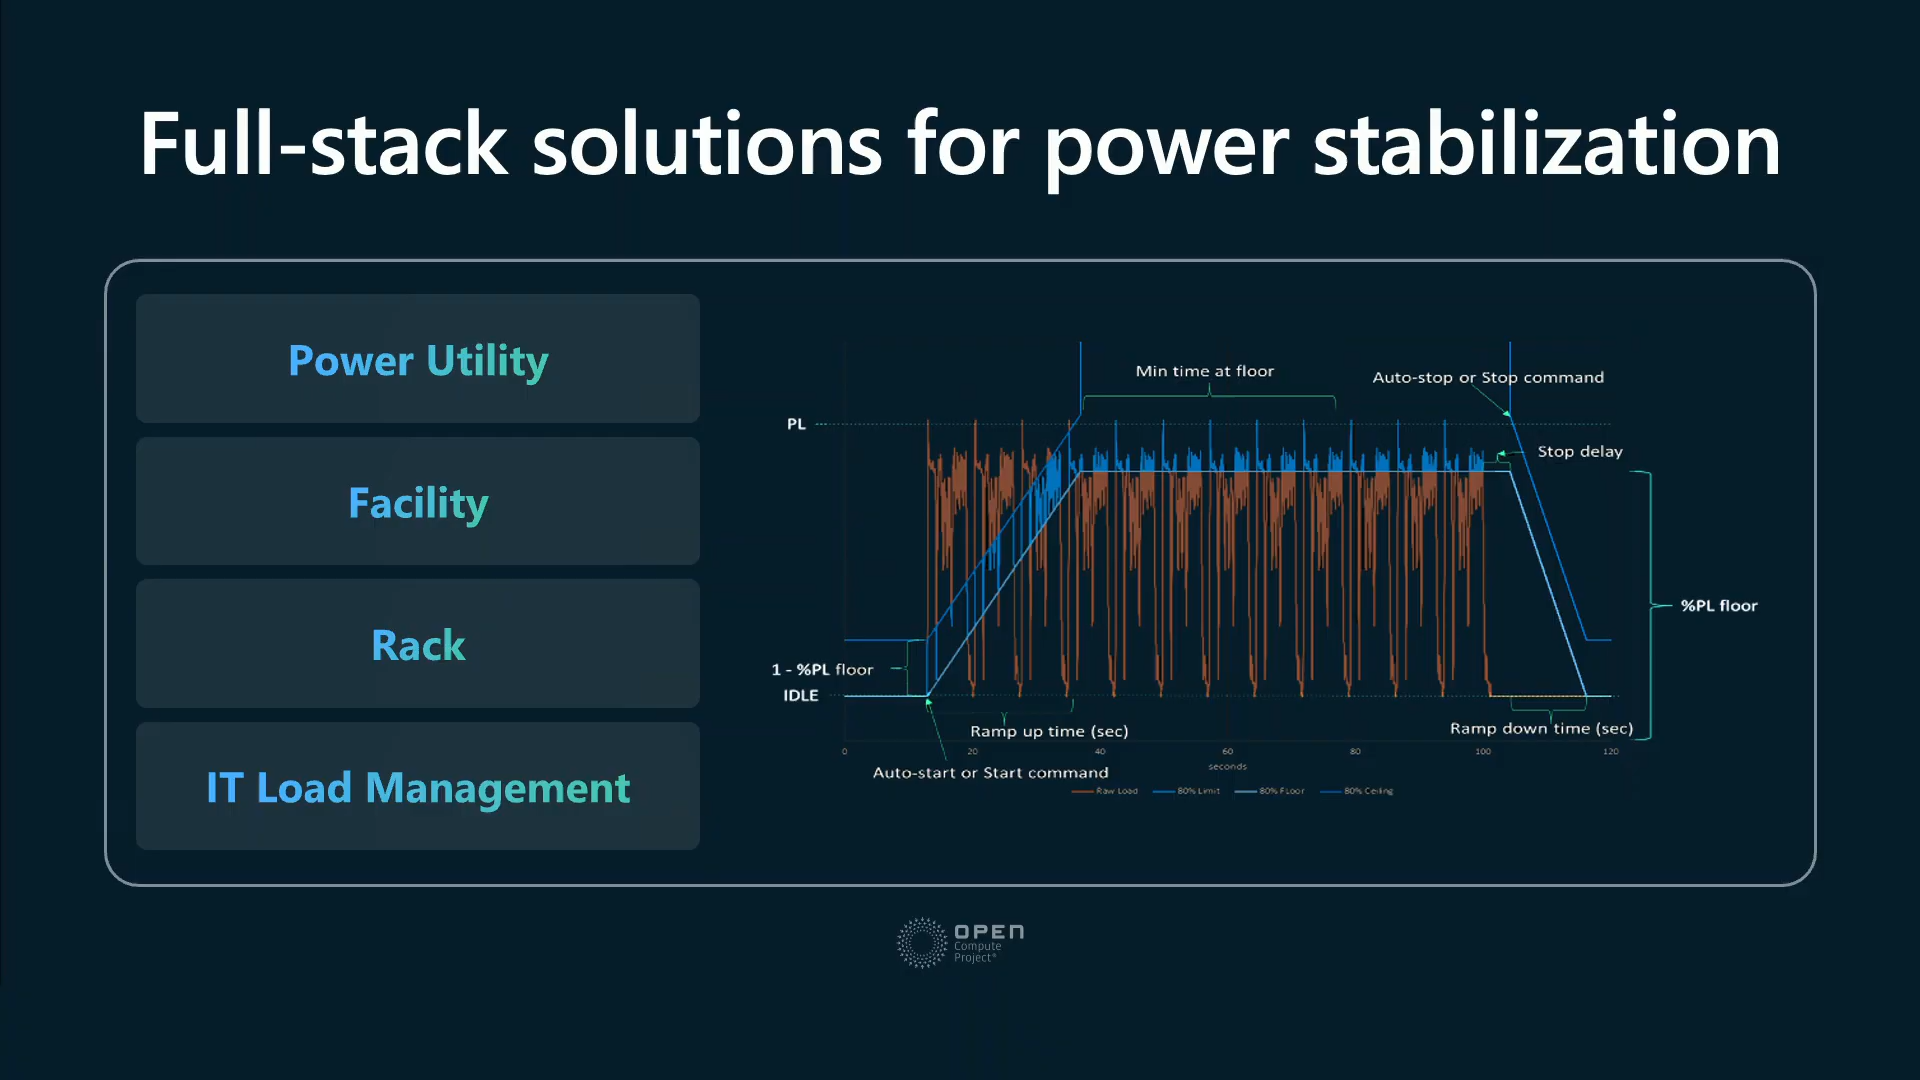 Full-stack solutions for power stabilization
Power Utility
Facility
Rack
IT Load Management
Min time at floor
Auto-stop or Stop command
PL
Stop delay
%PL floor
1 - %PL floor
IDLE
Ramp up time (sec)
Ramp down time (sec)
0 20 40 60 80 100 120
seconds
Auto-start or Start command
Raw Load 80% Limit 80% FLoor 80% Ceiling
OPEN
Compute
Project®